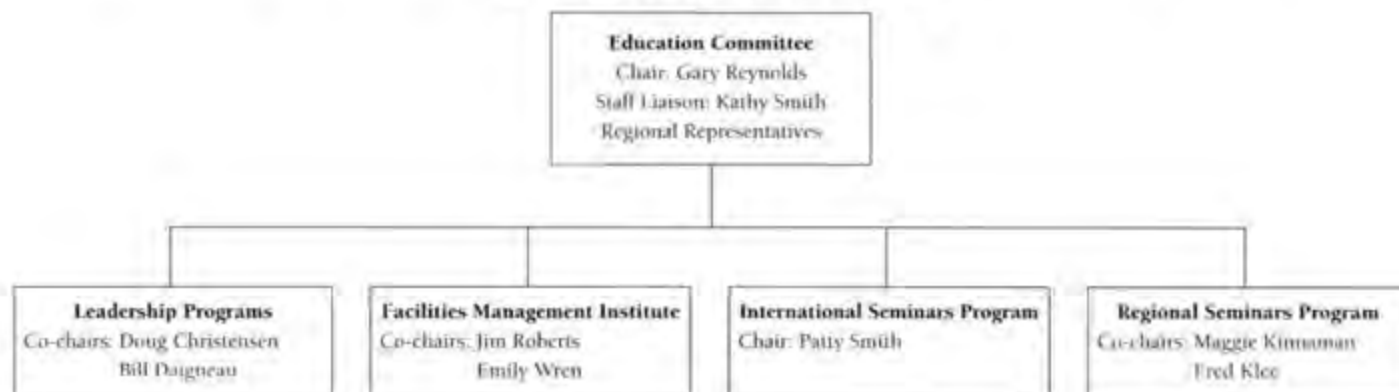 Education Committee
Chair: Gary Reynolds
Staff Liaison: Kathy Smith
Regional Representatives
Leadership Programs
Co-chairs: Doug Christensen
Bill Daigneau
Facilities Management Institute
Co-chairs: Jim Roberts
Emily Wren
International Seminars Program
Chair: Patty Smith
Regional Seminars Program
Co-chairs: Maggie Kinnaman
Fred Klee